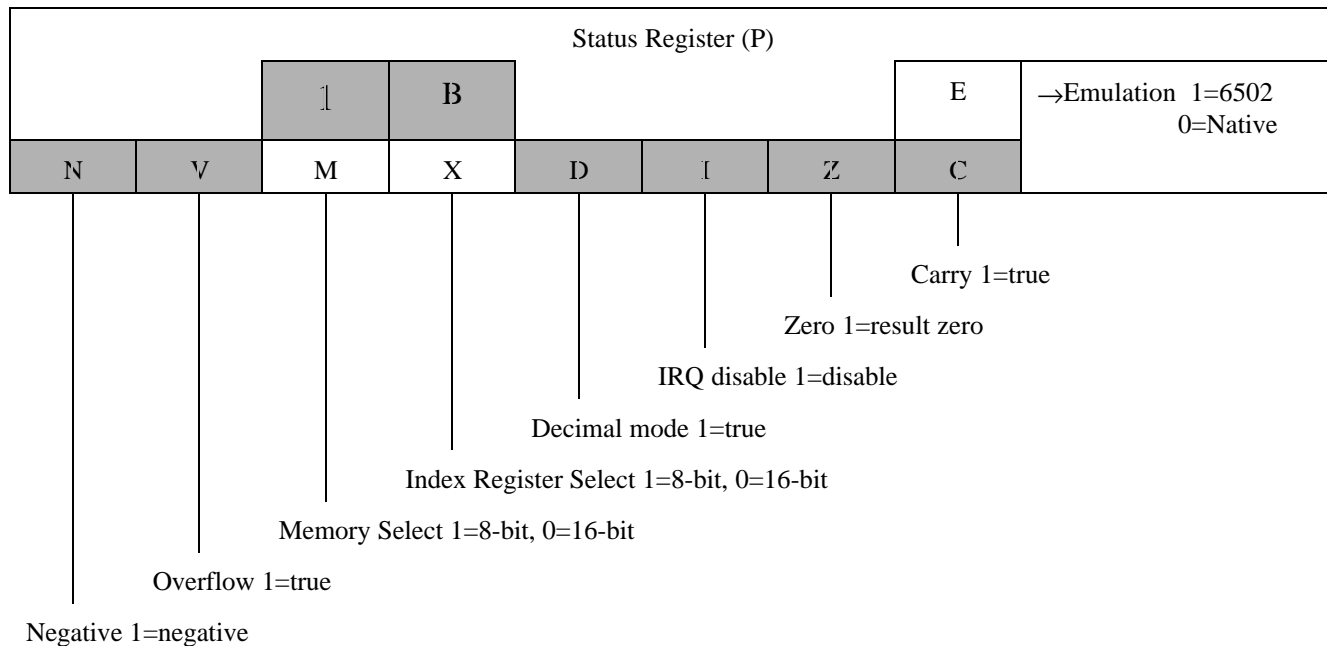 Status Register (P)
1 B E →Emulation 1=6502
0=Native
N V M X D I Z C
Carry 1=true
Zero 1=result zero
IRQ disable 1=disable
Decimal mode 1=true
Index Register Select 1=8-bit, 0=16-bit
Memory Select 1=8-bit, 0=16-bit
Overflow 1=true
Negative 1=negative